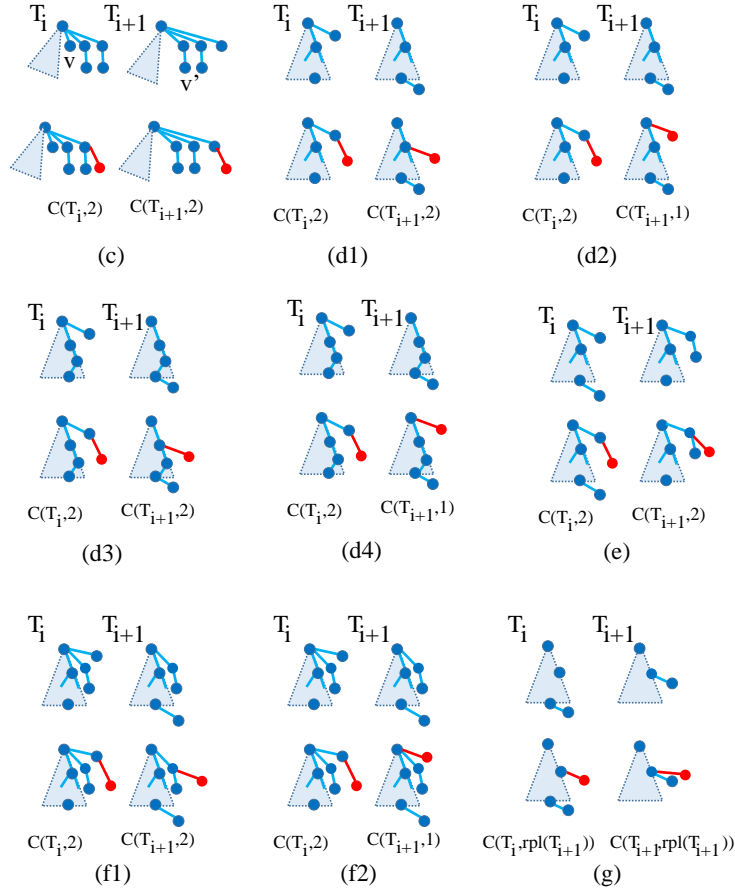 T_i T_{i+1} T_i T_{i+1} T_i T_{i+1}
v v'
C(T_i,2) C(T_{i+1},2) C(T_i,2) C(T_{i+1},2) C(T_i,2) C(T_{i+1},1)
(c) (d1) (d2)
T_i T_{i+1} T_i T_{i+1} T_i T_{i+1}
C(T_i,2) C(T_{i+1},2) C(T_i,2) C(T_{i+1},1) C(T_i,2) C(T_{i+1},2)
(d3) (d4) (e)
T_i T_{i+1} T_i T_{i+1} T_i T_{i+1}
C(T_i,2) C(T_{i+1},2) C(T_i,2) C(T_{i+1},1) C(T_i,rpl(T_{i+1})) C(T_{i+1},rpl(T_{i+1}))
(f1) (f2) (g)